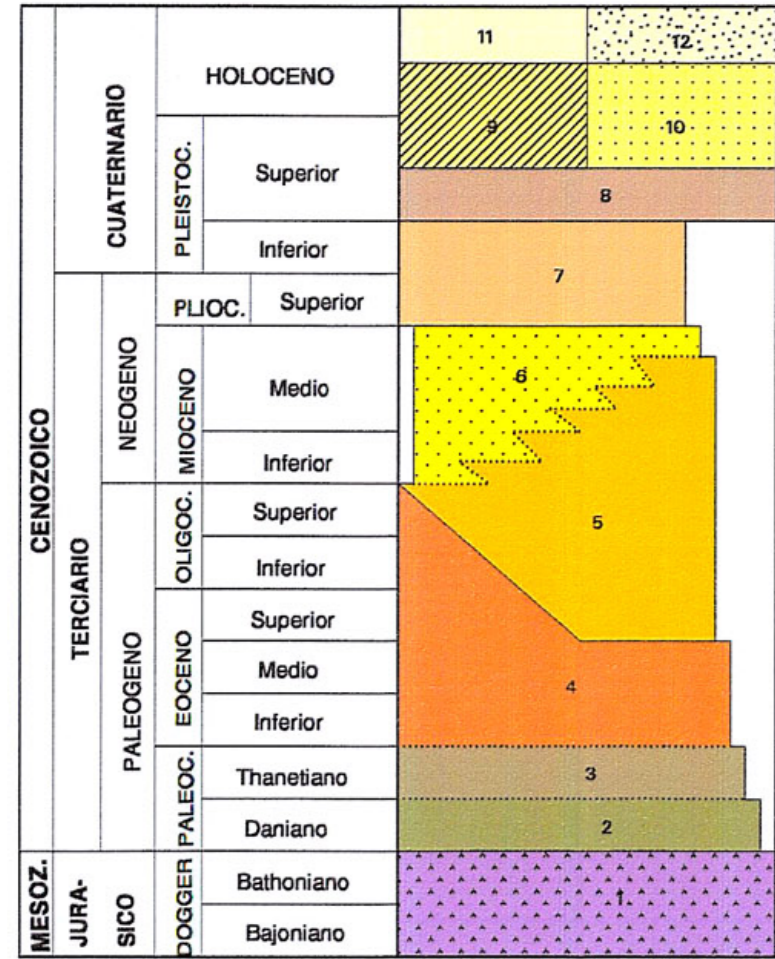 11
12
HOLOCENO
9
10
CUATERNARIO
PLEISTOC.
Superior
8
Inferior
7
PLIOC.
Superior
CENOZOICO
TERCIARIO
NEOGENO
MIOCENO
Medio
6
Inferior
5
PALEOGENO
OLIGOC.
Superior
Inferior
EOCENO
Superior
Medio
4
Inferior
PALEOC.
Thanetiano
3
Daniano
2
MESOZ.
JURA-
SICO
DOGGER
Bathoniano
1
Bajoniano